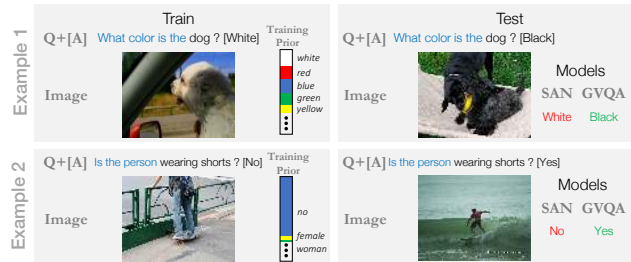 Example 1
Train
Q+[A] What color is the dog ? [White]
Image
Training
Prior
white
red
blue
green
yellow
Test
Q+[A] What color is the dog ? [Black]
Image
Models
SAN GVQA
White Black
Example 2
Q+[A] Is the person wearing shorts ? [No]
Image
Training
Prior
no
female
woman
Q+[A] Is the person wearing shorts ? [Yes]
Image
Models
SAN GVQA
No Yes